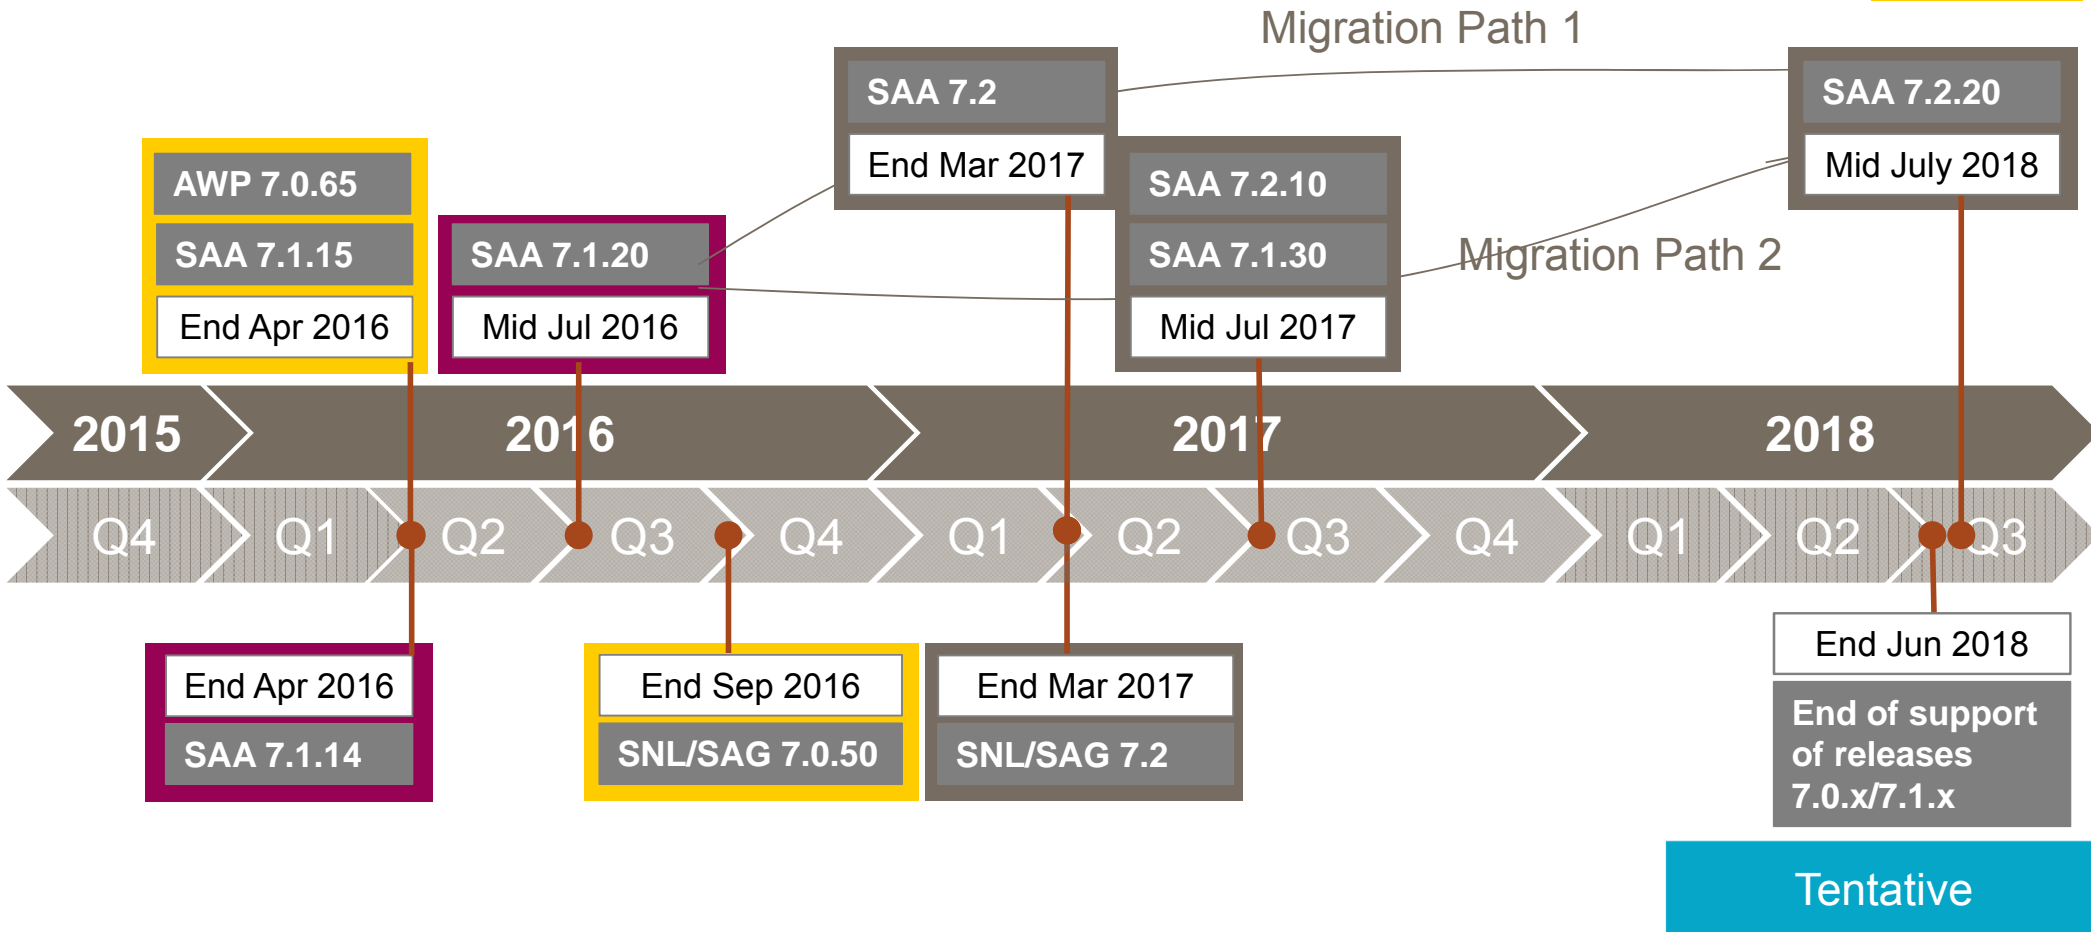 Migration Path 1
SAA 7.2
End Mar 2017
SAA 7.2.20
Mid July 2018
AWP 7.0.65
SAA 7.1.15
End Apr 2016
SAA 7.1.20
Mid Jul 2016
SAA 7.2.10
SAA 7.1.30
Mid Jul 2017
Migration Path 2
2015 2016 2017 2018
Q4 Q1 Q2 Q3 Q4 Q1 Q2 Q3 Q4 Q1 Q2 Q3
End Apr 2016
SAA 7.1.14
End Sep 2016
SNL/SAG 7.0.50
End Mar 2017
SNL/SAG 7.2
End Jun 2018
End of support
of releases
7.0.x/7.1.x
Tentative